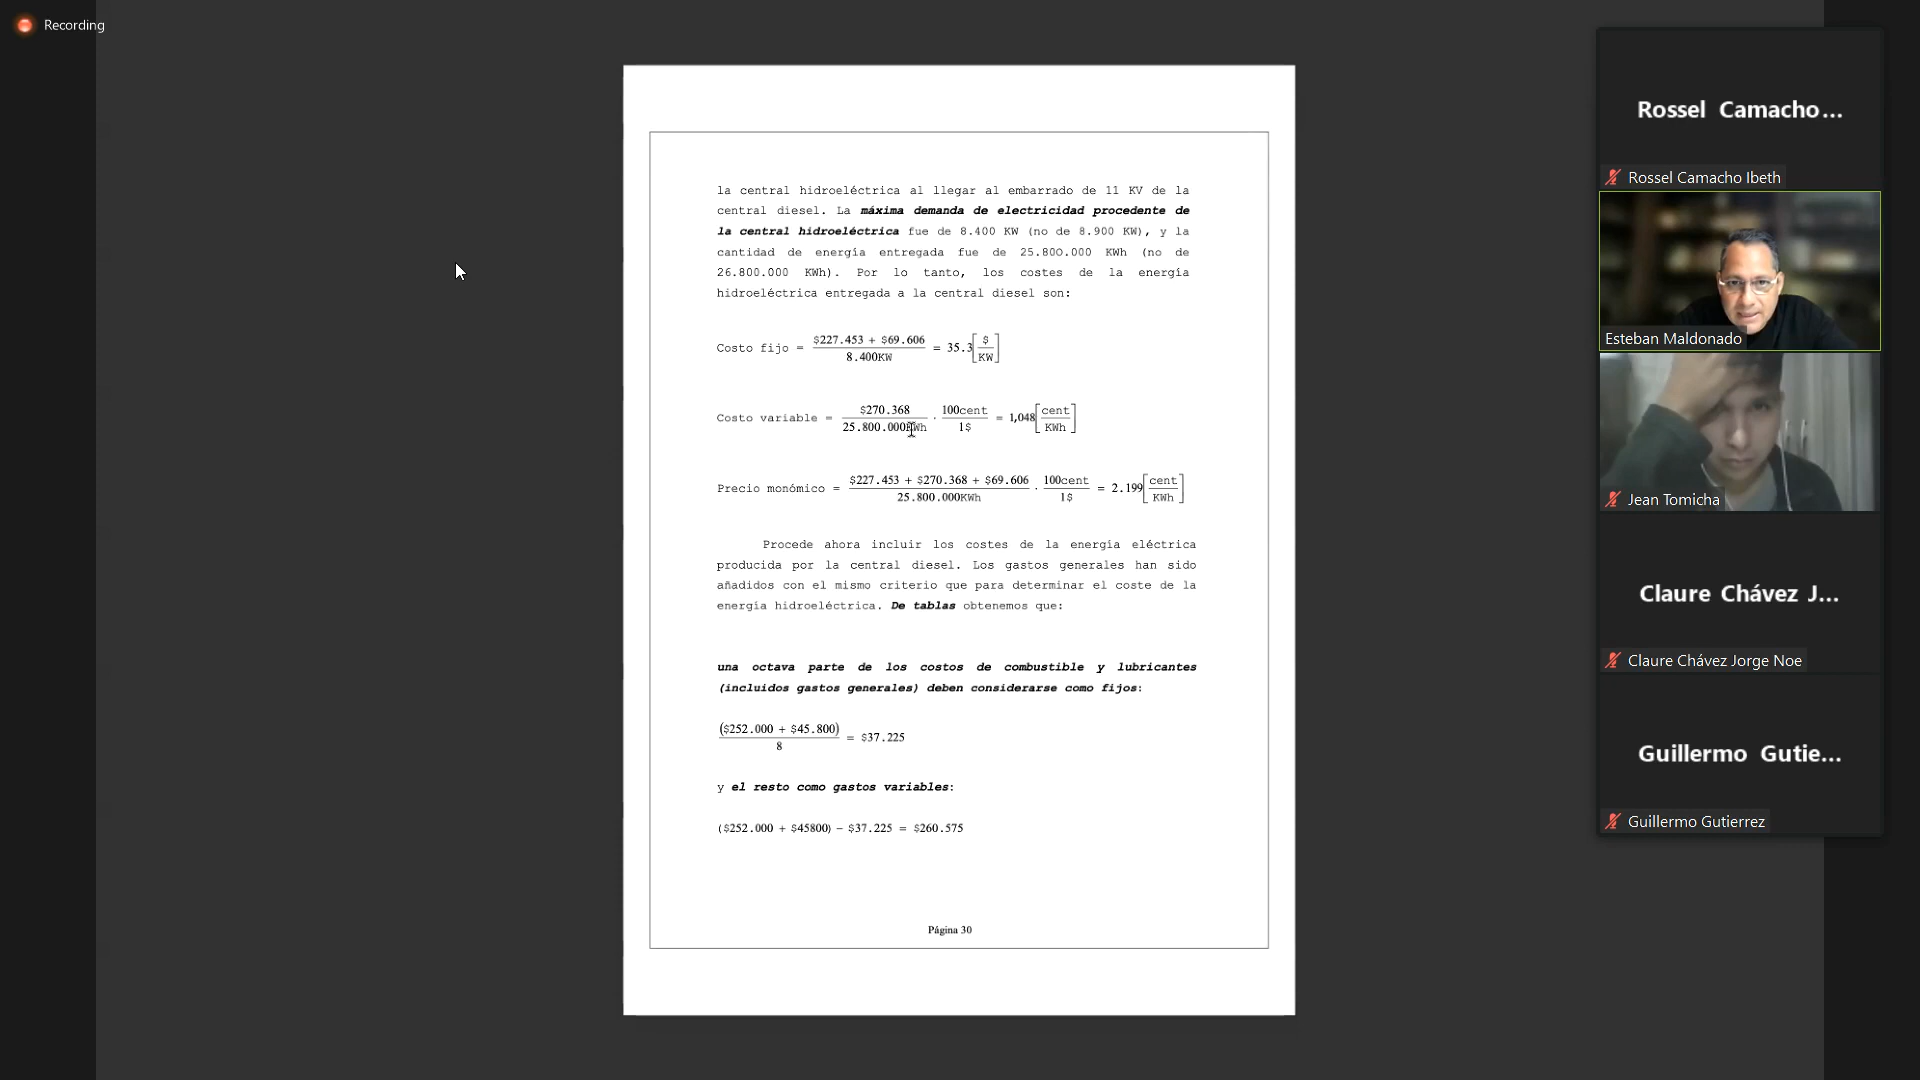 Recording
la central hidroeléctrica al llegar al embarrado de 11 KV de la
central diesel. La máxima demanda de electricidad procedente de
la central hidroeléctrica fue de 8.400 KW (no de 8.900 KW), y la
cantidad de energía entregada fue de 25.800.000 KWh (no de
26.800.000 KWh). Por lo tanto, los costes de la energía
hidroeléctrica entregada a la central diesel son:
Costo fijo = $227.453 + $69.606 / 8.400KW = 35.3 [$ / KW]
Costo variable = $270.368 / 25.800.000KWh · 100cent / 1$ = 1,048 [cent / KWh]
Precio monómico = $227.453 + $270.368 + $69.606 / 25.800.000KWh · 100cent / 1$ = 2.199 [cent / KWh]
Procede ahora incluir los costes de la energía eléctrica
producida por la central diesel. Los gastos generales han sido
añadidos con el mismo criterio que para determinar el coste de la
energía hidroeléctrica. De tablas obtenemos que:
una octava parte de los costos de combustible y lubricantes
(incluidos gastos generales) deben considerarse como fijos:
($252.000 + $45.800) / 8 = $37.225
y el resto como gastos variables:
($252.000 + $45800) − $37.225 = $260.575
Página 30
Rossel Camacho...
Rossel Camacho Ibeth
Esteban Maldonado
Jean Tomicha
Claure Chávez J...
Claure Chávez Jorge Noe
Guillermo Gutie...
Guillermo Gutierrez